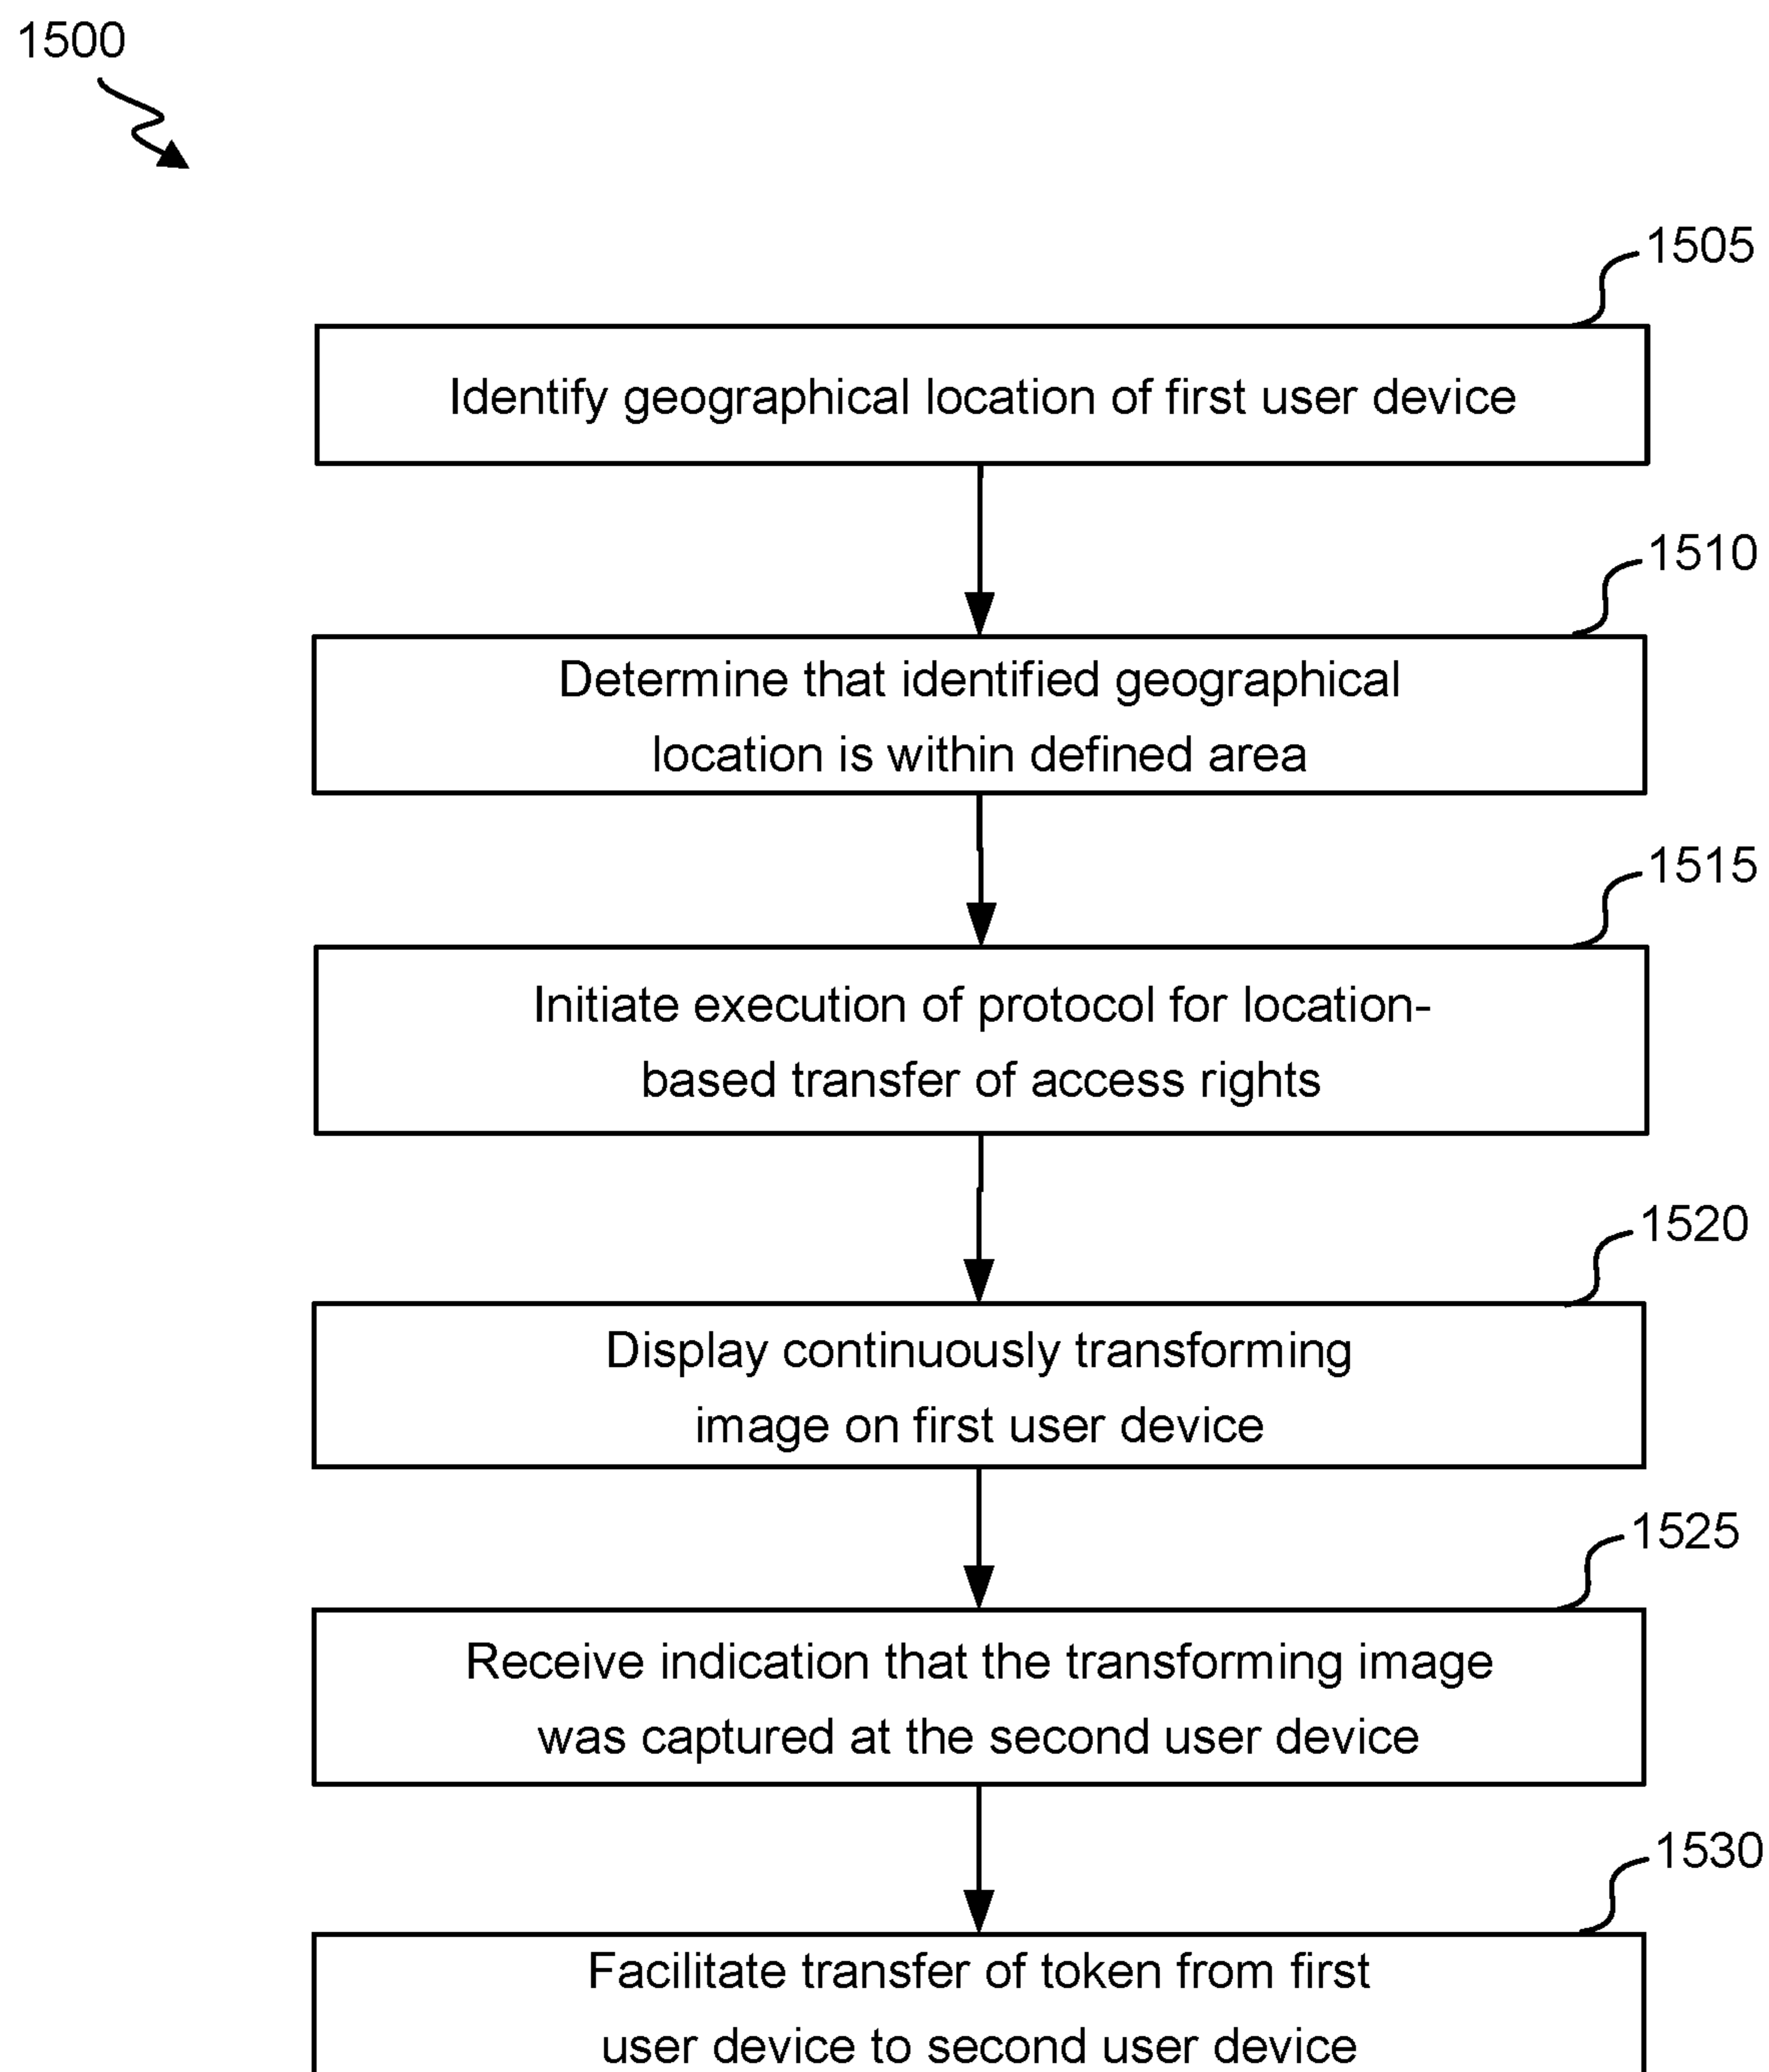 1500
1505
Identify geographical location of first user device
1510
Determine that identified geographical
location is within defined area
1515
Initiate execution of protocol for location-
based transfer of access rights
1520
Display continuously transforming
image on first user device
1525
Receive indication that the transforming image
was captured at the second user device
1530
Facilitate transfer of token from first
user device to second user device